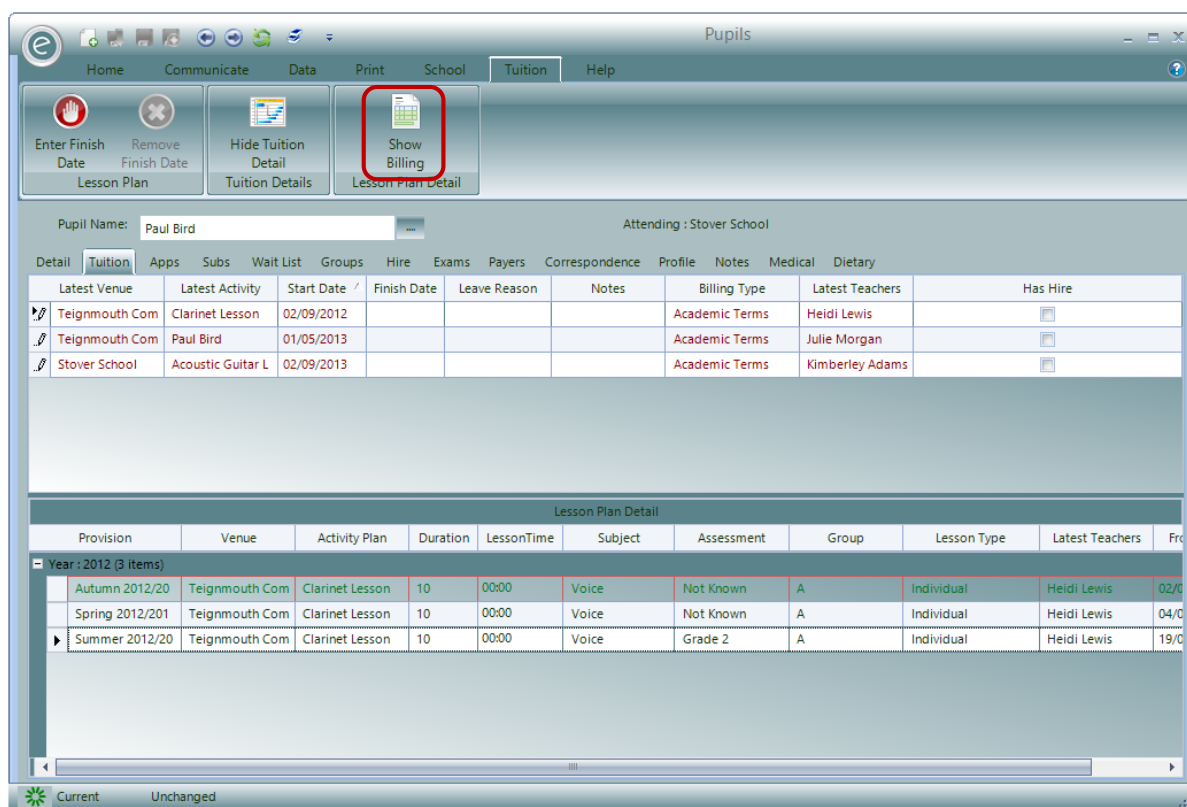 Pupils
Home Communicate Data Print School Tuition Help
Enter Finish Date Remove Finish Date Hide Tuition Detail Show Billing
Lesson Plan Tuition Details Lesson Plan Detail
Pupil Name: Paul Bird ... Attending : Stover School
Detail Tuition Apps Subs Wait List Groups Hire Exams Payers Correspondence Profile Notes Medical Dietary
Latest Venue Latest Activity Start Date Finish Date Leave Reason Notes Billing Type Latest Teachers Has Hire
Teignmouth Com Clarinet Lesson 02/09/2012 Academic Terms Heidi Lewis
Teignmouth Com Paul Bird 01/05/2013 Academic Terms Julie Morgan
Stover School Acoustic Guitar L 02/09/2013 Academic Terms Kimberley Adams
Lesson Plan Detail
Provision Venue Activity Plan Duration LessonTime Subject Assessment Group Lesson Type Latest Teachers Fro
Year : 2012 (3 items)
Autumn 2012/20 Teignmouth Com Clarinet Lesson 10 00:00 Voice Not Known A Individual Heidi Lewis 02/0
Spring 2012/201 Teignmouth Com Clarinet Lesson 10 00:00 Voice Not Known A Individual Heidi Lewis 04/0
Summer 2012/20 Teignmouth Com Clarinet Lesson 10 00:00 Voice Grade 2 A Individual Heidi Lewis 19/0
Current Unchanged